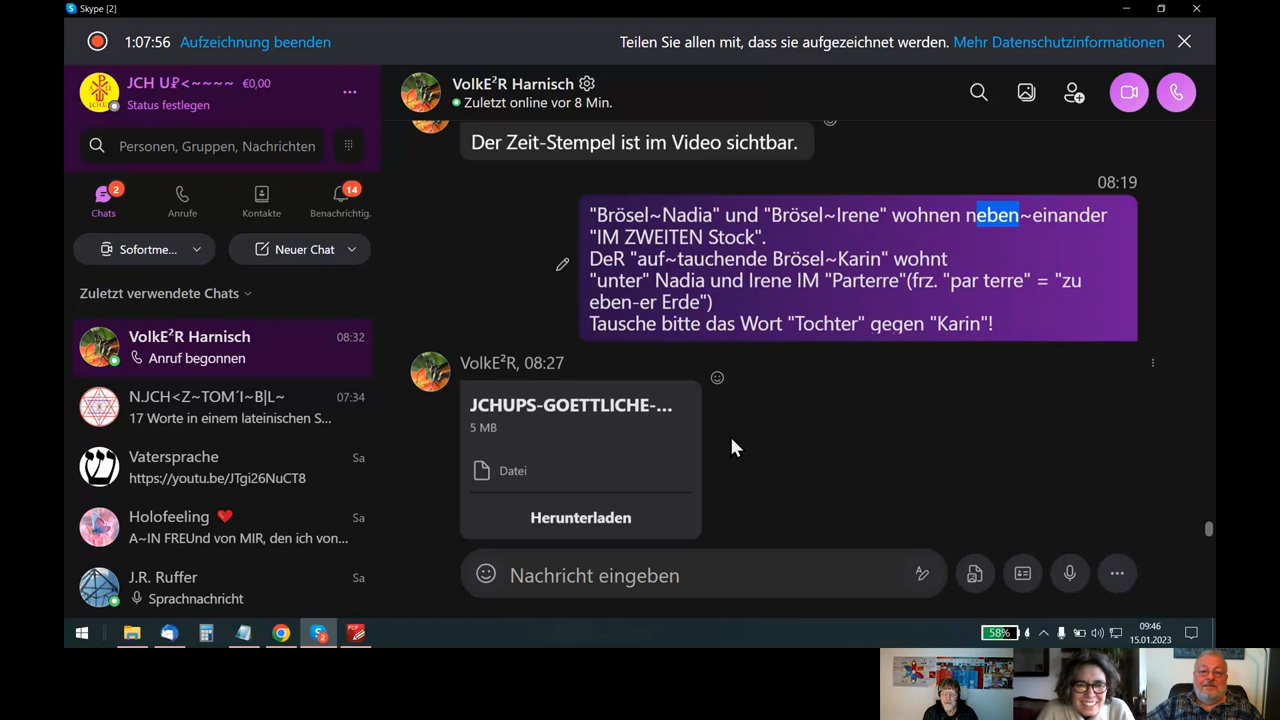 Skype [2]
1:07:56 Aufzeichnung beenden
Teilen Sie allen mit, dass sie aufgezeichnet werden. Mehr Datenschutzinformationen
JCH U₽<~~~~ €0,00
Status festlegen
Personen, Gruppen, Nachrichten
2
14
Chats
Anrufe
Kontakte
Benachrichtig.
Sofortme...
Neuer Chat
Zuletzt verwendete Chats
VolkE²R Harnisch
08:32
Anruf begonnen
N.JCH<Z~TOM´I~B|L~
07:34
17 Worte in einem lateinischen S...
Vatersprache
Sa
https://youtu.be/JTgi26NuCT8
Holofeeling ❤
Sa
A~IN FREUnd von MIR, den ich von...
J.R. Ruffer
Sa
Sprachnachricht
VolkE²R Harnisch
Zuletzt online vor 8 Min.
Der Zeit-Stempel ist im Video sichtbar.
08:19
"Brösel~Nadia" und "Brösel~Irene" wohnen neben~einander
"IM ZWEITEN Stock".
DeR "auf~tauchende Brösel~Karin" wohnt
"unter" Nadia und Irene IM "Parterre"(frz. "par terre" = "zu
eben-er Erde")
Tausche bitte das Wort "Tochter" gegen "Karin"!
VolkE²R, 08:27
JCHUPS-GOETTLICHE-...
5 MB
Datei
Herunterladen
Nachricht eingeben
2
58%
09:46
15.01.2023